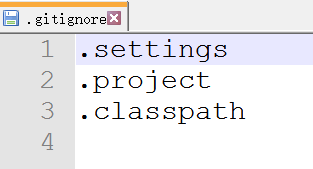 .gitignore
1 .settings
2 .project
3 .classpath
4